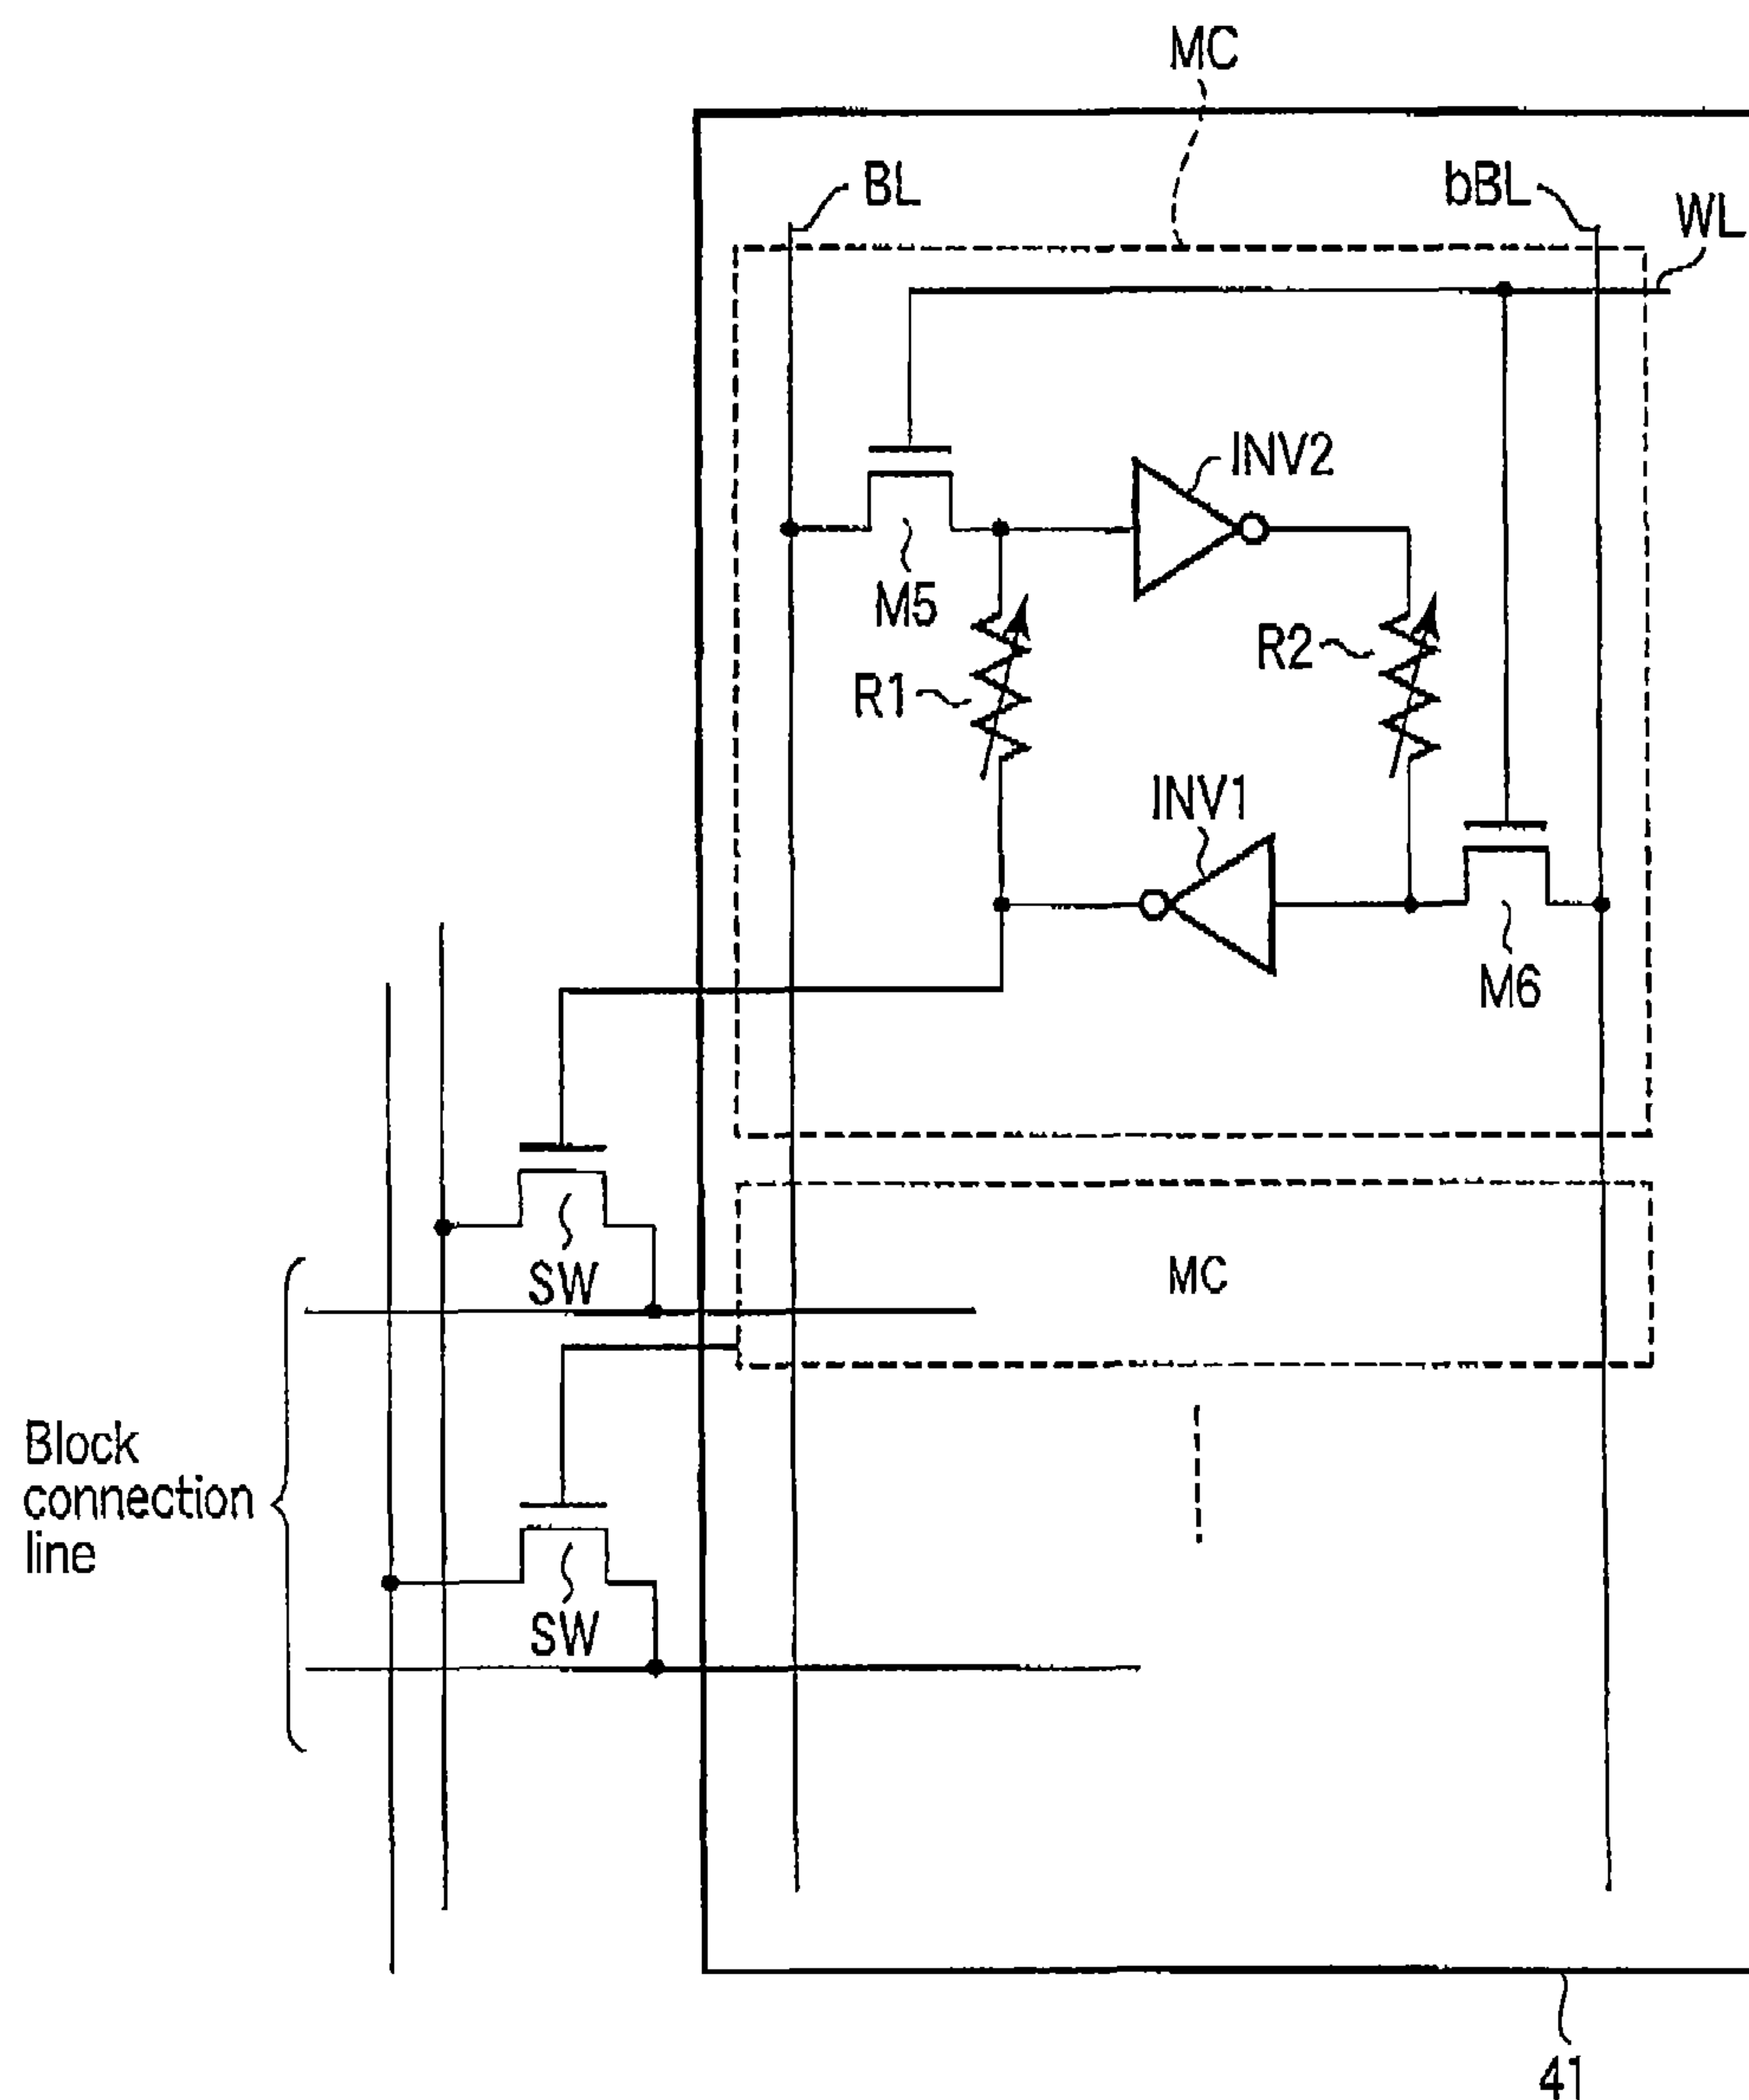 MC
BL
bBL
WL
INV2
M5
R2
R1
INV1
M6
SW
MC
Block
connection
line
SW
41